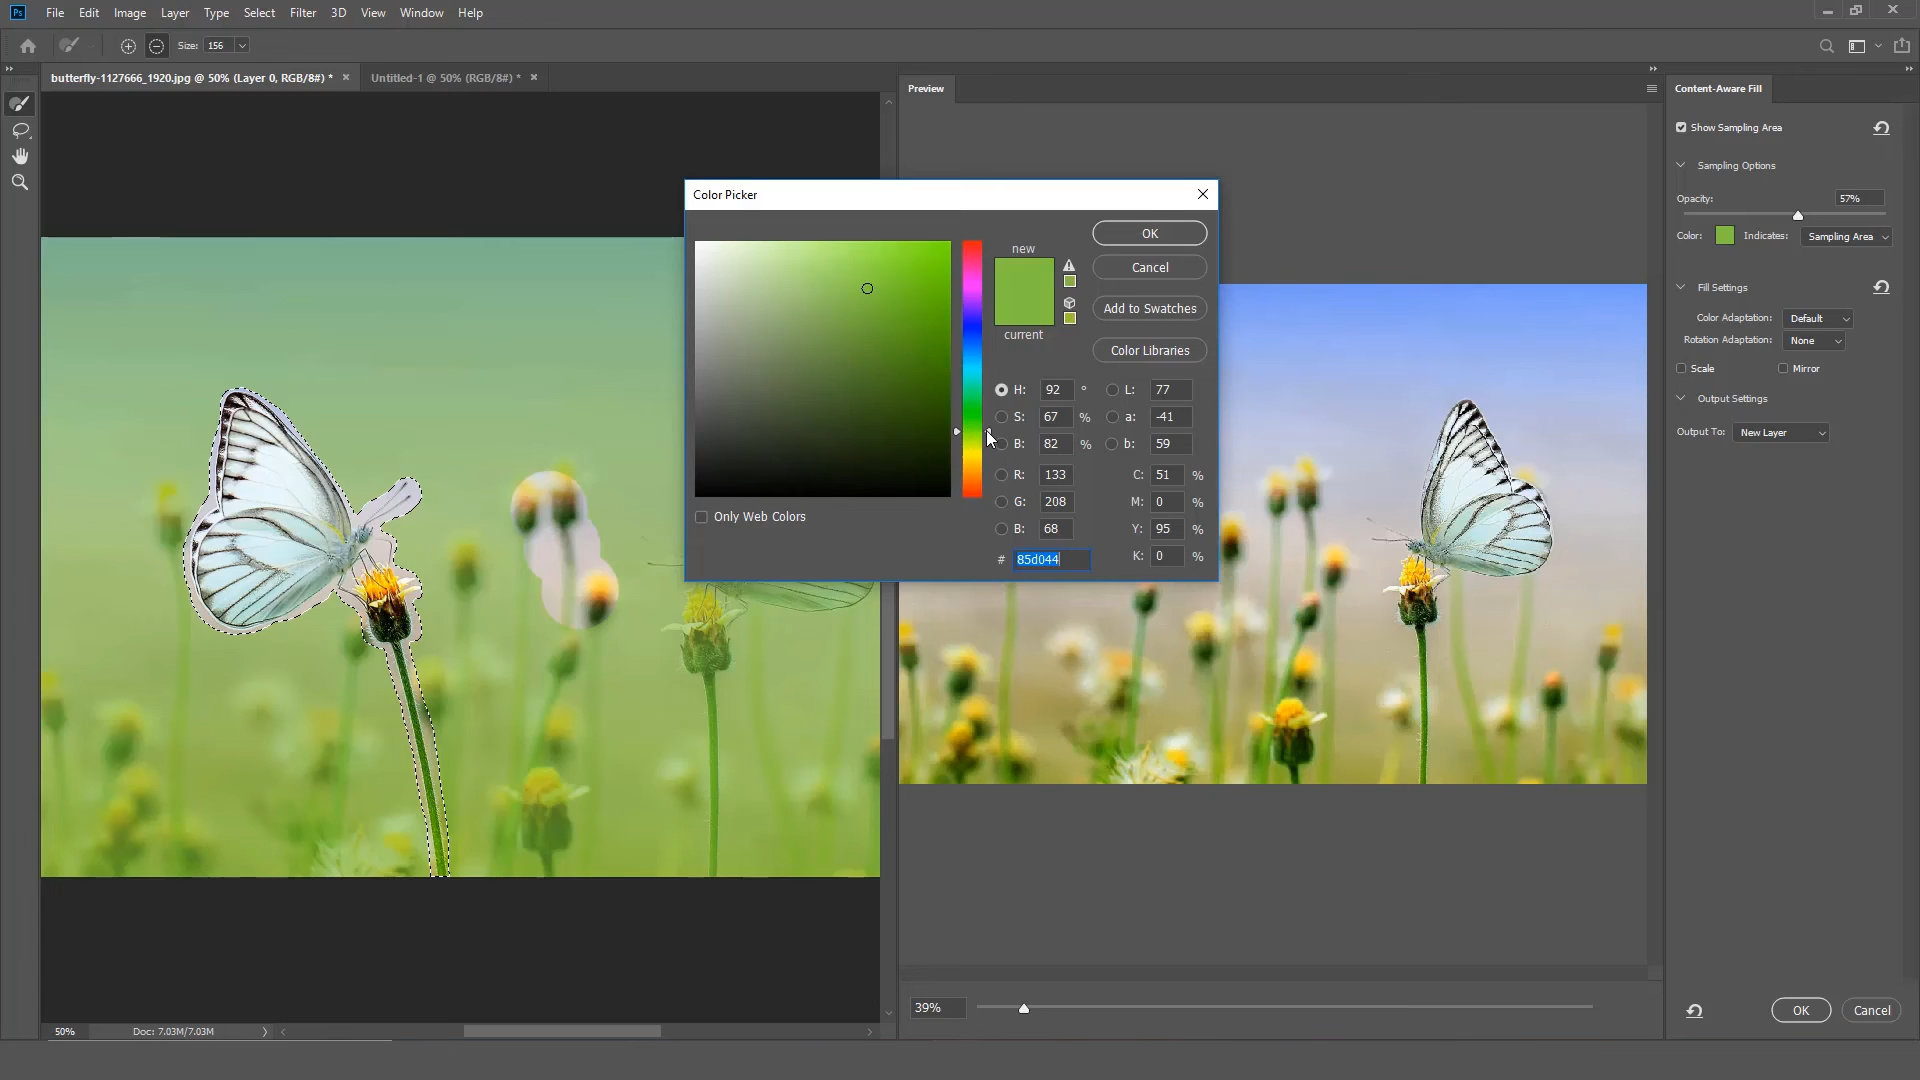 Ps File Edit Image Layer Type Select Filter 3D View Window Help
Size: 156
butterfly-1127666_1920.jpg @ 50% (Layer 0, RGB/8#) * × Untitled-1 @ 50% (RGB/8#) * ×
Preview
Content-Aware Fill
Show Sampling Area
Sampling Options
Opacity: 57%
Color: Indicates: Sampling Area
Fill Settings
Color Adaptation: Default
Rotation Adaptation: None
Scale Mirror
Output Settings
Output To: New Layer
Color Picker
new
current
OK
Cancel
Add to Swatches
Color Libraries
H: 92 °
S: 67 %
B: 82 %
R: 133
G: 208
B: 68
# 85d044
L: 77
a: -41
b: 59
C: 51 %
M: 0 %
Y: 95 %
K: 0 %
Only Web Colors
39%
50% Doc: 7.03M/7.03M
OK Cancel